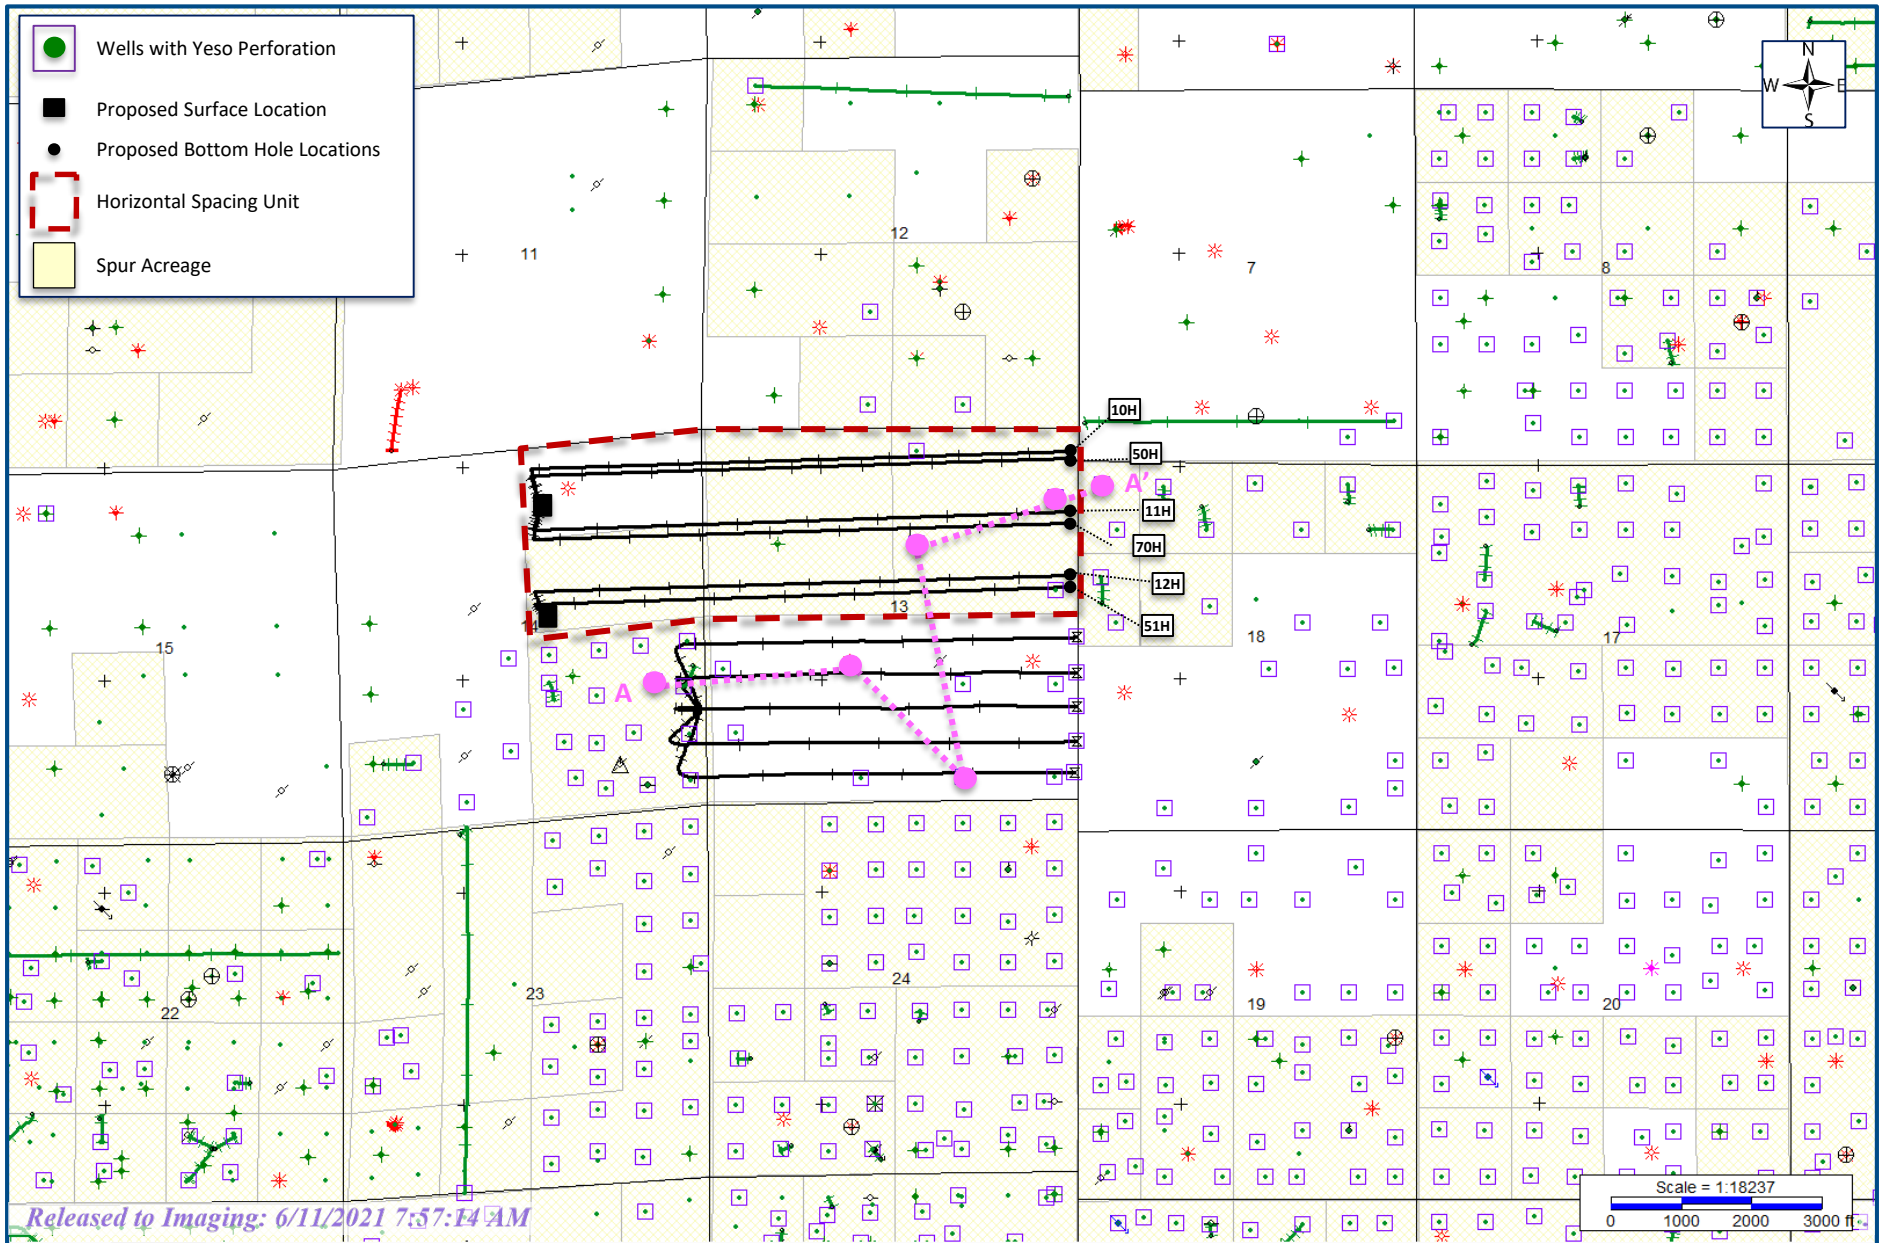 Wells with Yeso Perforation
Proposed Surface Location
Proposed Bottom Hole Locations
Horizontal Spacing Unit
Spur Acreage
N
W E
S
11
12
7
8
10H
50H
A'
11H
70H
12H
51H
13
14
15
18
17
A
22
23
24
19
20
Scale = 1:18237
0 1000 2000 3000 ft
Released to Imaging: 6/11/2021 7:57:14 AM